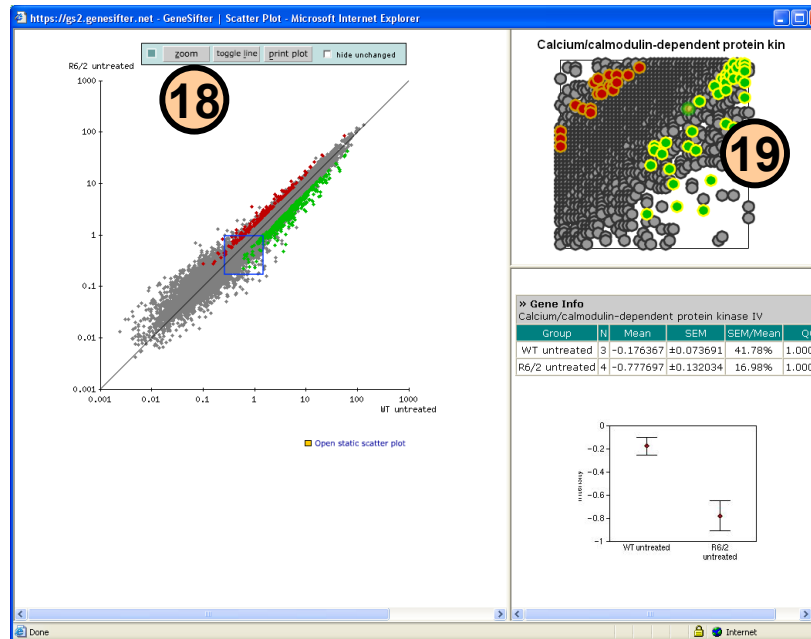 https://gs2.genesifter.net - GeneSifter | Scatter Plot - Microsoft Internet Explorer
zoom toggle line print plot hide unchanged
R6/2 untreated
18
1000
100
10
1
0.1
0.01
0.001
0.001 0.01 0.1 1 10 100 1000
WT untreated
Open static scatter plot
Calcium/calmodulin-dependent protein kin
19
» Gene Info
Calcium/calmodulin-dependent protein kinase IV
Group N Mean SEM SEM/Mean
WT untreated 3 -0.176367 ±0.073691 41.78% 1.000
R6/2 untreated 4 -0.777697 ±0.132034 16.98% 1.000
0
-0.2
-0.4
-0.6
-0.8
-1
WT untreated R6/2
untreated
Done Internet